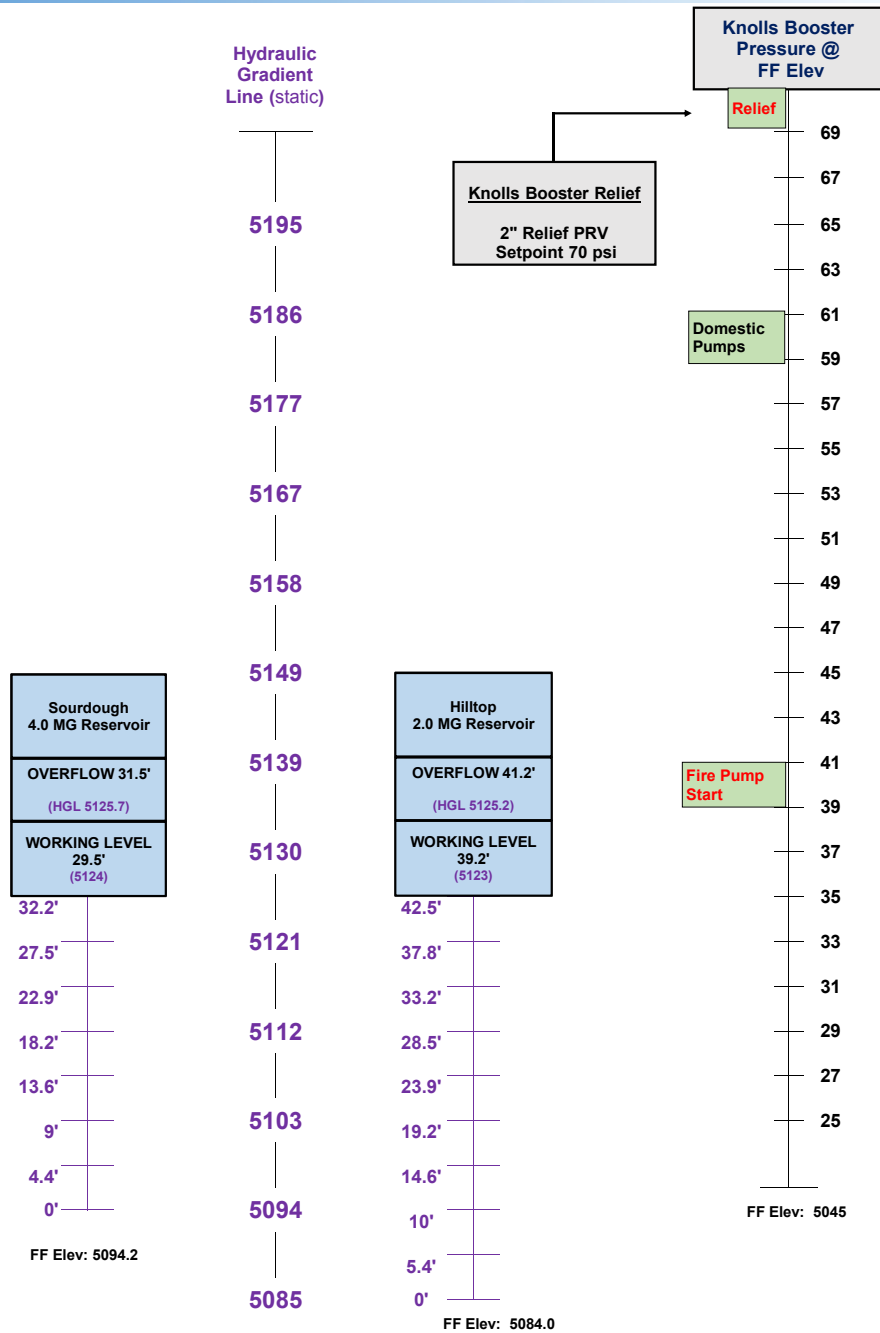 Hydraulic
Gradient
Line (static)
5195
5186
5177
5167
5158
5149
5139
5130
5121
5112
5103
5094
5085
Knolls Booster
Pressure @
FF Elev
Relief
69
67
65
63
61
59
57
55
53
51
49
47
45
43
41
39
37
35
33
31
29
27
25
FF Elev: 5045
Knolls Booster Relief
2" Relief PRV
Setpoint 70 psi
Domestic
Pumps
Fire Pump
Start
Sourdough
4.0 MG Reservoir
OVERFLOW 31.5'
(HGL 5125.7)
WORKING LEVEL
29.5'
(5124)
32.2'
27.5'
22.9'
18.2'
13.6'
9'
4.4'
0'
FF Elev: 5094.2
Hilltop
2.0 MG Reservoir
OVERFLOW 41.2'
(HGL 5125.2)
WORKING LEVEL
39.2'
(5123)
42.5'
37.8'
33.2'
28.5'
23.9'
19.2'
14.6'
10'
5.4'
0'
FF Elev: 5084.0